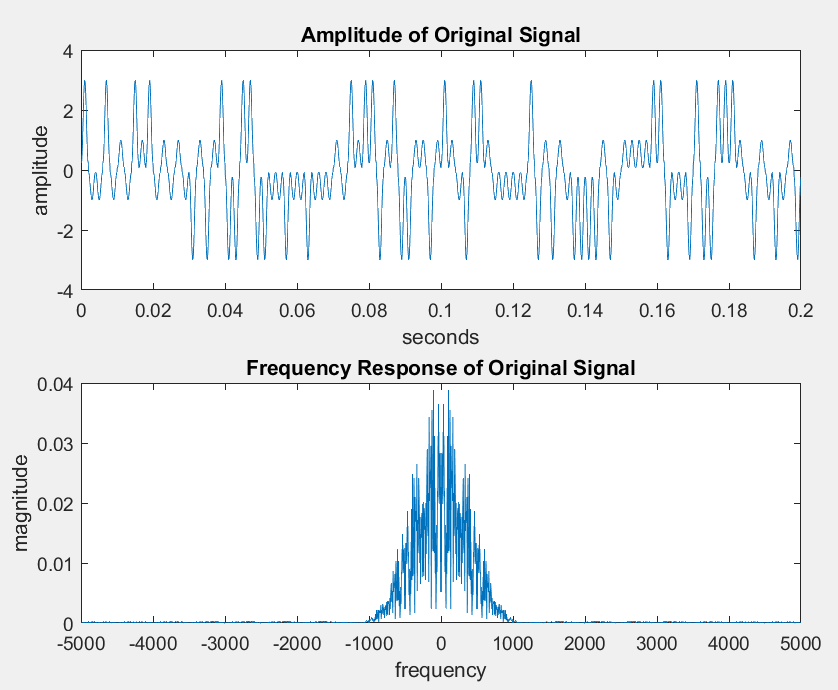 Amplitude of Original Signal
4
2
0
-2
-4
amplitude
0 0.02 0.04 0.06 0.08 0.1 0.12 0.14 0.16 0.18 0.2
seconds
Frequency Response of Original Signal
0.04
0.03
0.02
0.01
0
magnitude
-5000 -4000 -3000 -2000 -1000 0 1000 2000 3000 4000 5000
frequency